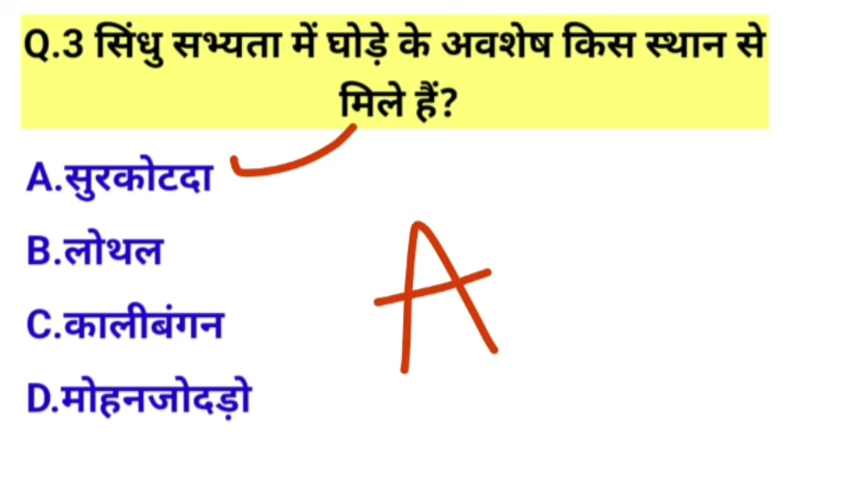 Q.3 सिंधु सभ्यता में घोड़े के अवशेष किस स्थान से
मिले हैं?
A.सुरकोटदा
B.लोथल
A
C.कालीबंगन
D.मोहनजोदड़ो